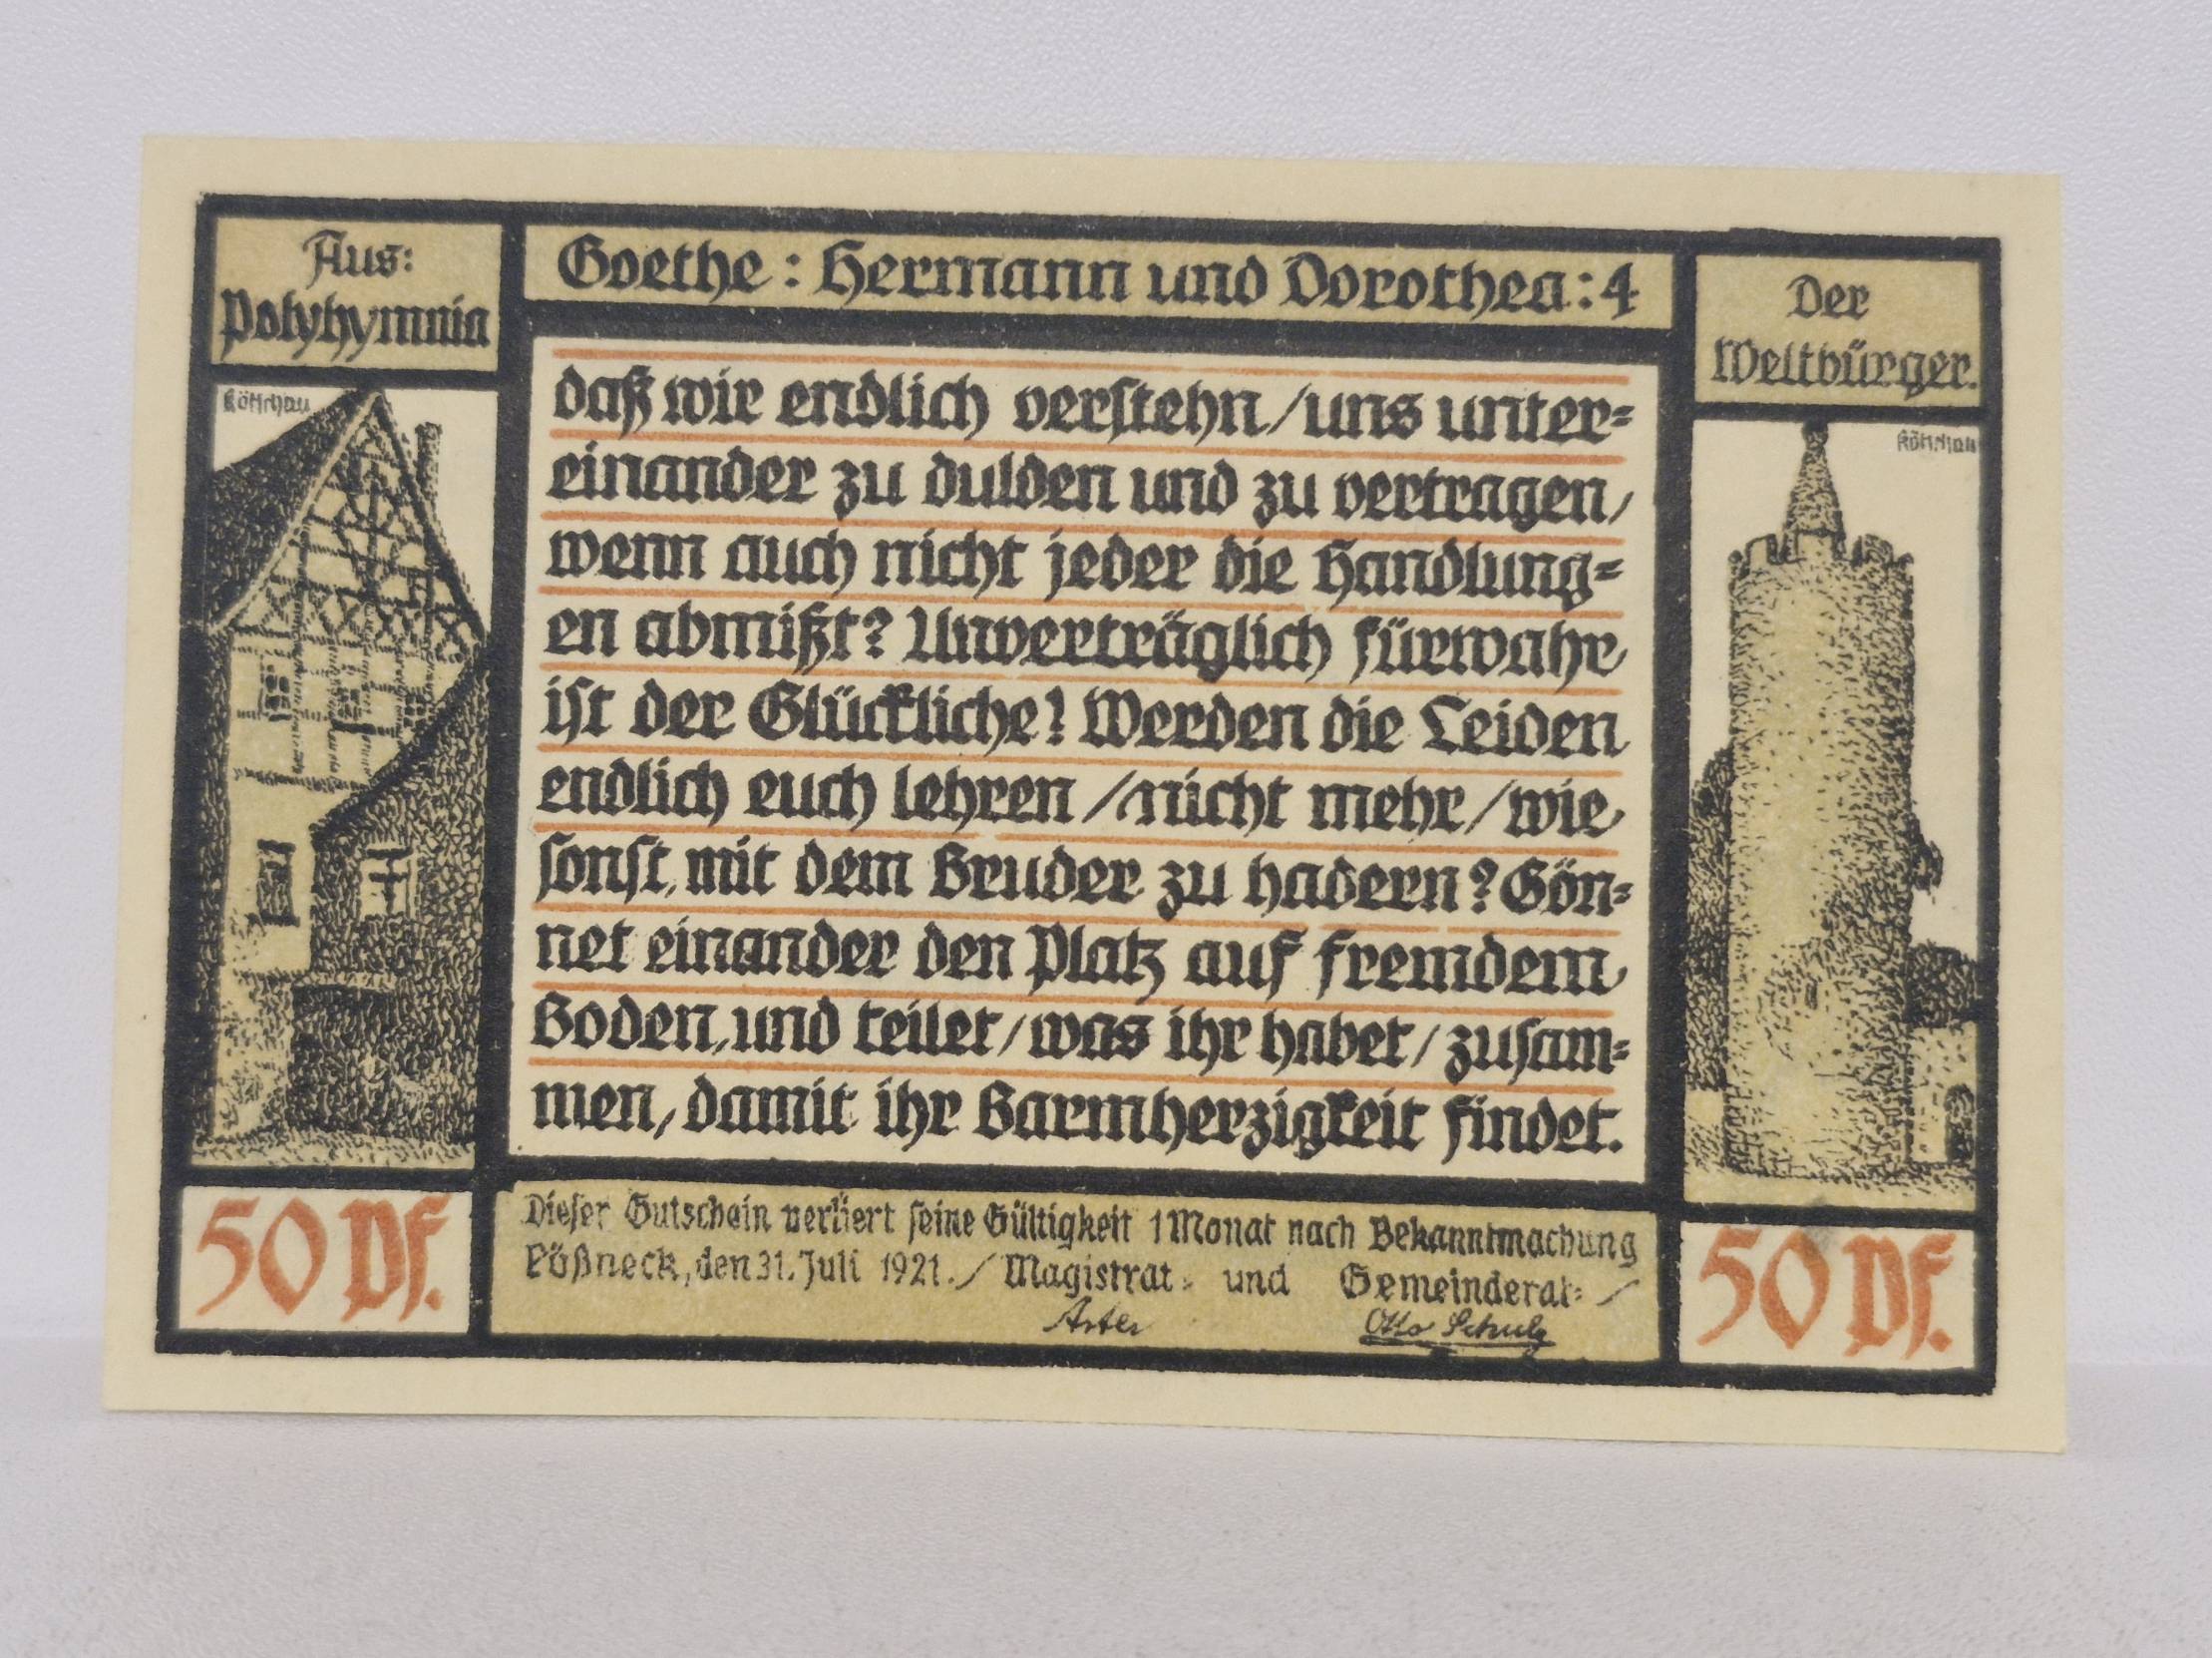 Aus:
Polyhymnia
Goethe : Hermann und Dorothea : 4
Der
Weltbürger.
Köttschau
Köttschau
daß wir endlich verstehn / uns unter=
einander zu dulden und zu vertragen /
wenn auch nicht jeder die Handlung=
en abmißt? Unverträglich fürwahr
ist der Glückliche! Werden die Leiden
endlich euch lehren / nicht mehr / wie
sonst, mit dem Bruder zu hadern? Gön=
net einander den Platz auf fremdem
Boden, und teilet / was ihr habet / zusam=
men, damit ihr Barmherzigkeit findet.
50 Pf.
Dieser Gutschein verliert seine Gültigkeit 1 Monat nach Bekanntmachung
Pößneck, den 31. Juli 1921. / Magistrat= und Gemeinderat= /
Otto Schulz
50 Pf.